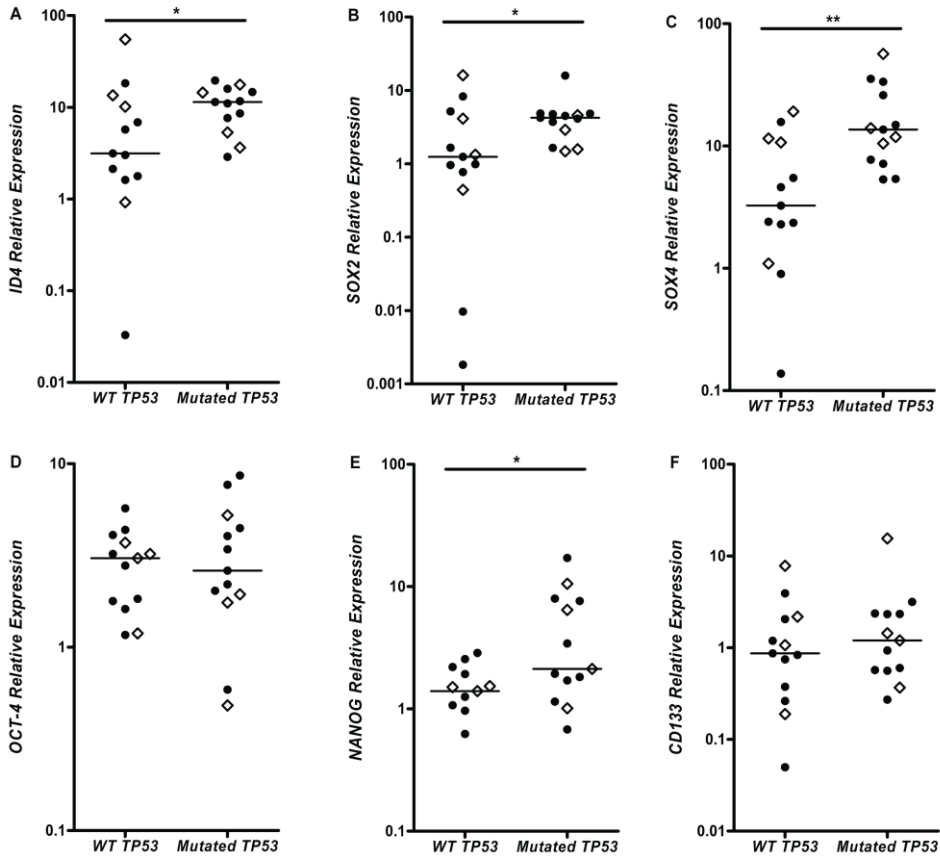 A
*
100
10
1
0.1
0.01
ID4 Relative Expression
WT TP53 Mutated TP53
B
*
100
10
1
0.1
0.01
0.001
SOX2 Relative Expression
WT TP53 Mutated TP53
C
**
100
10
1
0.1
SOX4 Relative Expression
WT TP53 Mutated TP53
D
10
1
0.1
OCT-4 Relative Expression
WT TP53 Mutated TP53
E
*
100
10
1
0.1
NANOG Relative Expression
WT TP53 Mutated TP53
F
100
10
1
0.1
0.01
CD133 Relative Expression
WT TP53 Mutated TP53